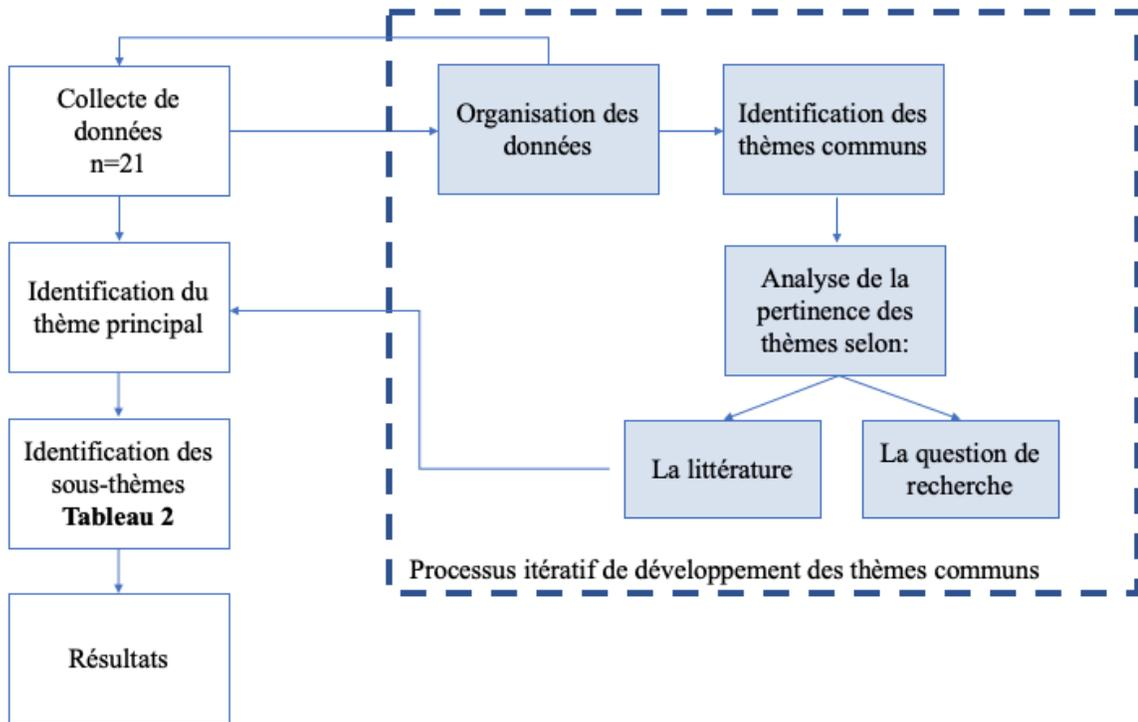 Collecte de
données
n=21
Organisation des
données
Identification des
thèmes communs
Identification du
thème principal
Analyse de la
pertinence des
thèmes selon:
Identification des
sous-thèmes
Tableau 2
La littérature
La question de
recherche
Processus itératif de développement des thèmes communs
Résultats